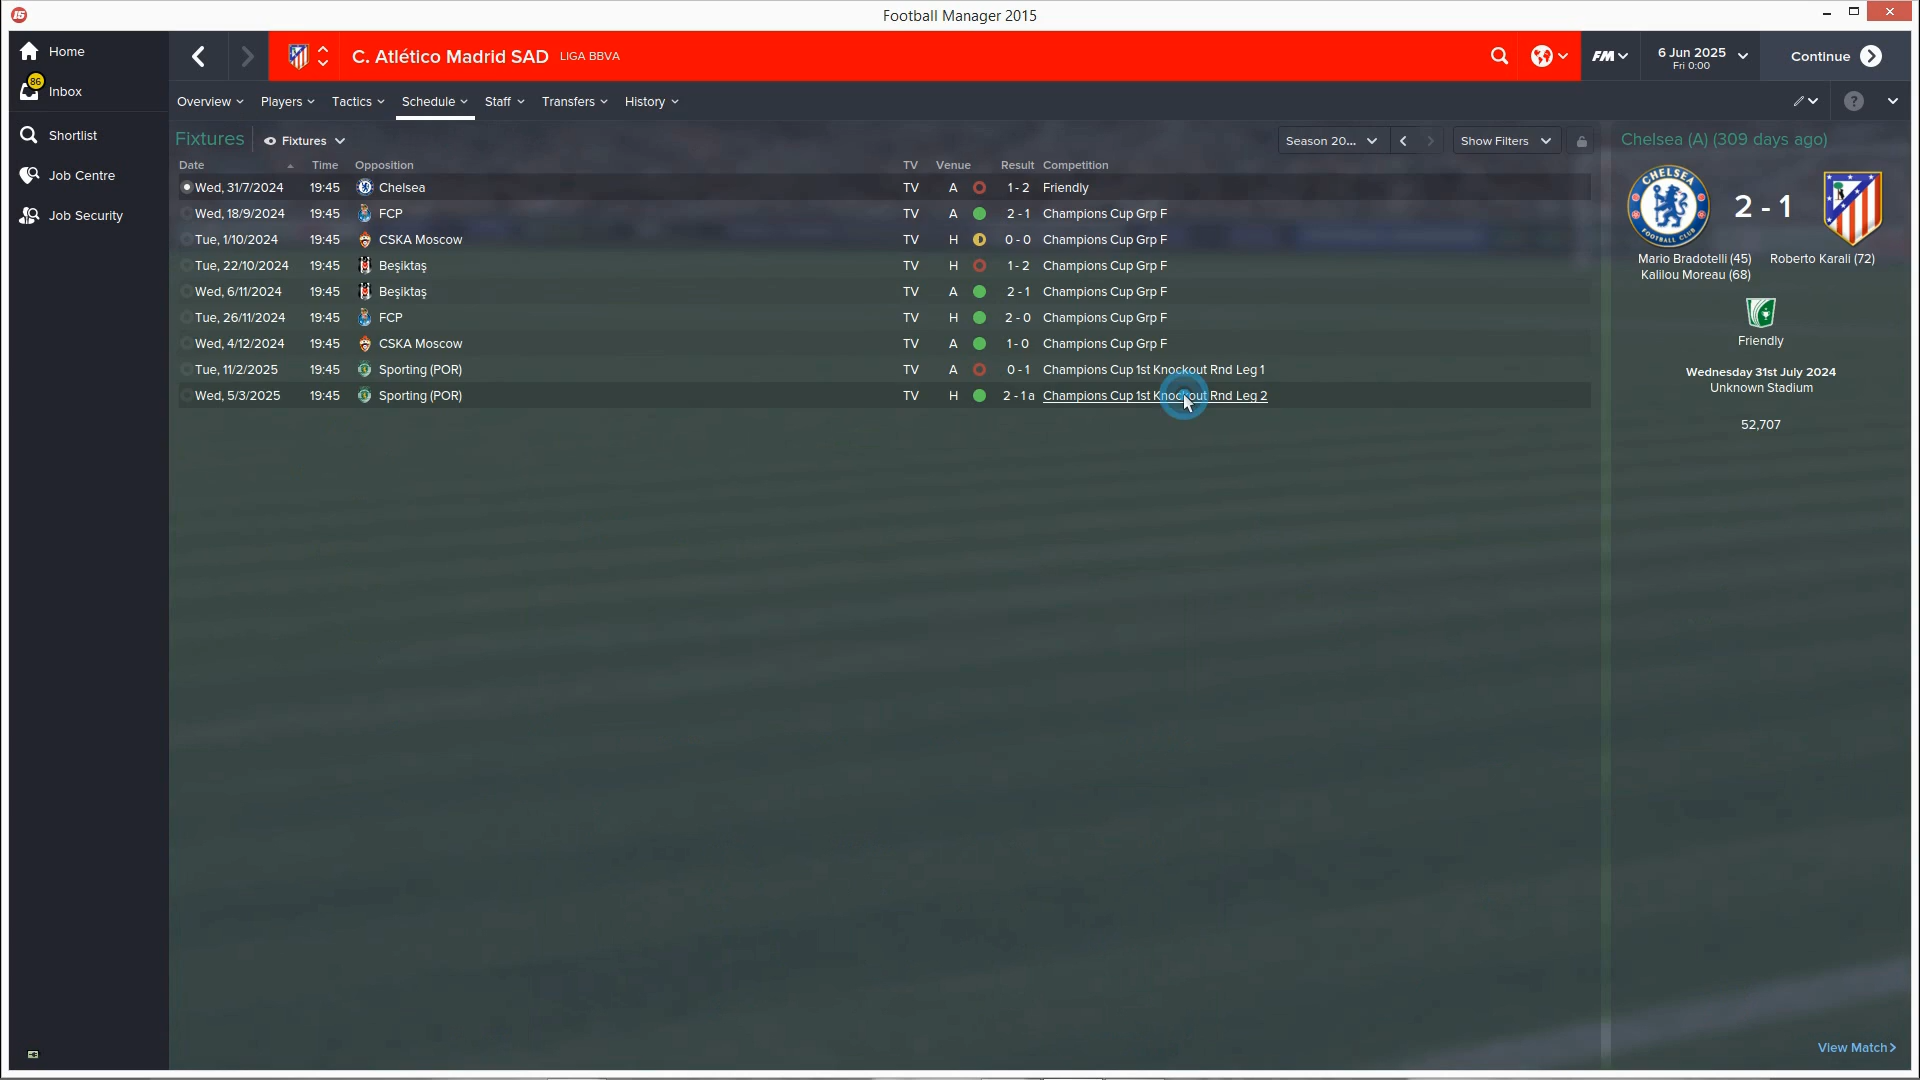 Football Manager 2015
Home
86
Inbox
Shortlist
Job Centre
Job Security
C. Atlético Madrid SAD LIGA BBVA
FM
6 Jun 2025
Fri 0:00
Continue
Overview Players Tactics Schedule Staff Transfers History
Fixtures Fixtures Season 20... Show Filters
Date Time Opposition TV Venue Result Competition
Wed, 31/7/2024 19:45 Chelsea TV A 1 - 2 Friendly
Wed, 18/9/2024 19:45 FCP TV A 2 - 1 Champions Cup Grp F
Tue, 1/10/2024 19:45 CSKA Moscow TV H 0 - 0 Champions Cup Grp F
Tue, 22/10/2024 19:45 Beşiktaş TV H 1 - 2 Champions Cup Grp F
Wed, 6/11/2024 19:45 Beşiktaş TV A 2 - 1 Champions Cup Grp F
Tue, 26/11/2024 19:45 FCP TV H 2 - 0 Champions Cup Grp F
Wed, 4/12/2024 19:45 CSKA Moscow TV A 1 - 0 Champions Cup Grp F
Tue, 11/2/2025 19:45 Sporting (POR) TV A 0 - 1 Champions Cup 1st Knockout Rnd Leg 1
Wed, 5/3/2025 19:45 Sporting (POR) TV H 2 - 1 a Champions Cup 1st Knockout Rnd Leg 2
Chelsea (A) (309 days ago)
CHELSEA
FOOTBALL CLUB
2 - 1
Mario Bradotelli (45) Roberto Karali (72)
Kalilou Moreau (68)
Friendly
Wednesday 31st July 2024
Unknown Stadium
52,707
View Match